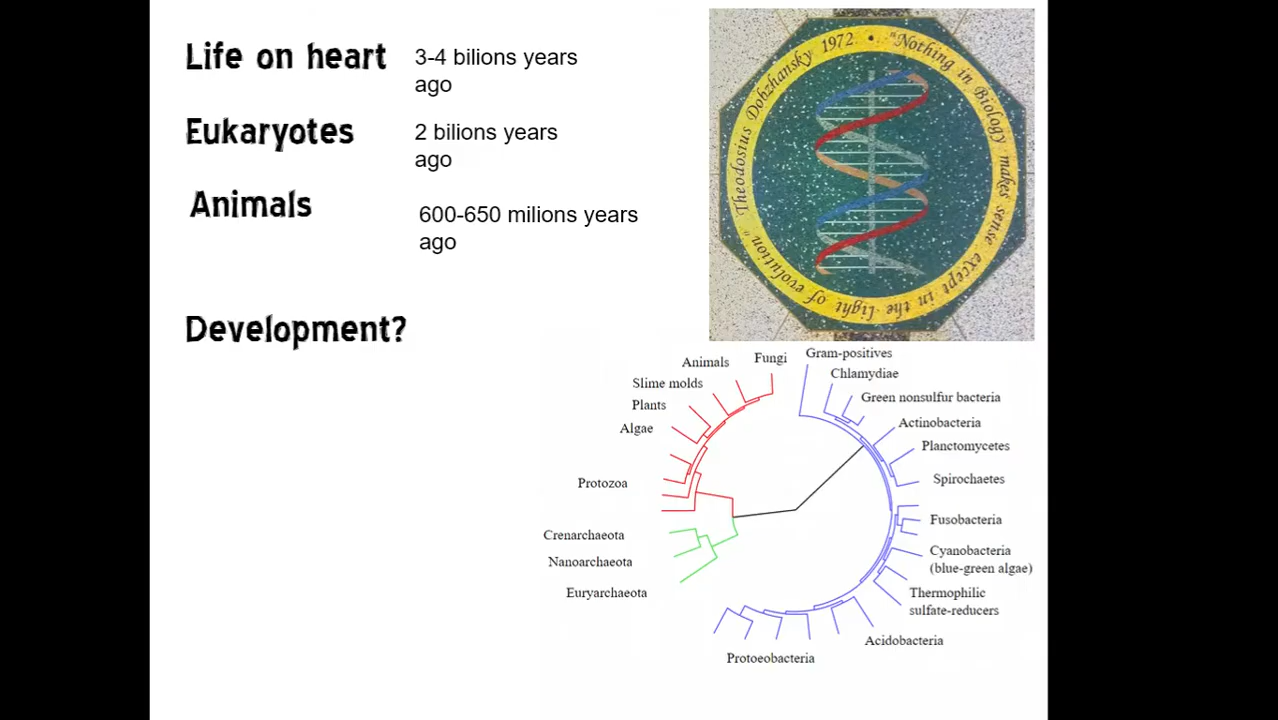 Life on heart
3-4 bilions years
ago
Eukaryotes
2 bilions years
ago
Animals
600-650 milions years
ago
Development?
"Nothing in Biology makes sense except in the light of evolution" Theodosius Dobzhansky 1972
Fungi
Animals
Slime molds
Plants
Algae
Protozoa
Crenarchaeota
Nanoarchaeota
Euryarchaeota
Gram-positives
Chlamydiae
Green nonsulfur bacteria
Actinobacteria
Planctomycetes
Spirochaetes
Fusobacteria
Cyanobacteria
(blue-green algae)
Thermophilic
sulfate-reducers
Acidobacteria
Protoeobacteria